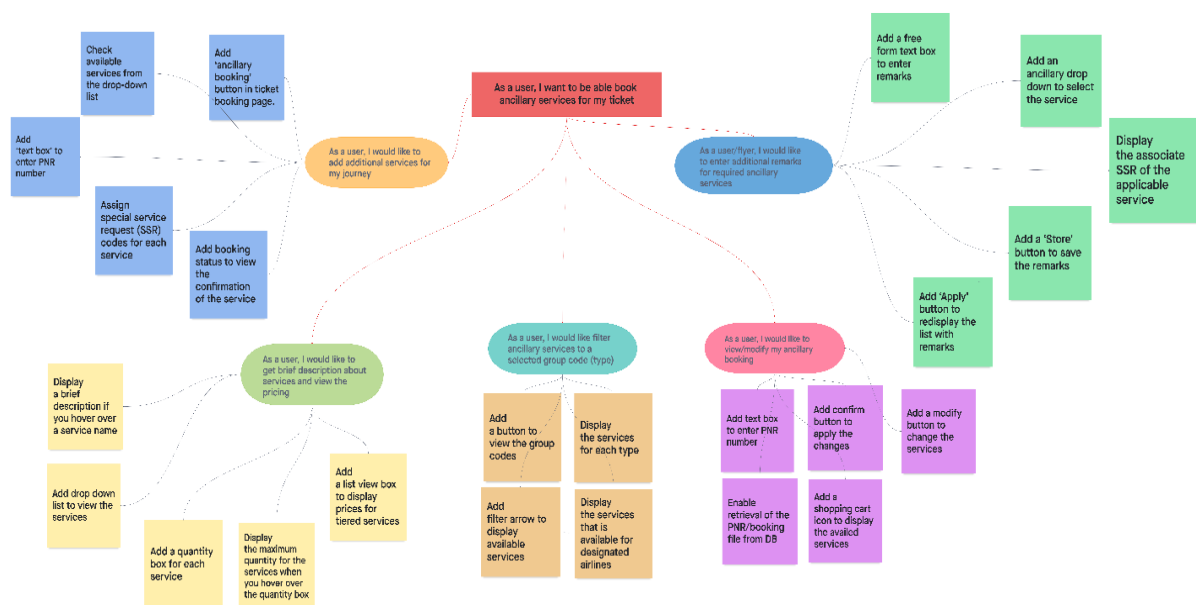 As a user, I want to be able book
ancillary services for my ticket
Check
available
services from
the drop-down
list
Add
‘ancillary
booking’
button in ticket
booking page.
Add
‘text box’ to
enter PNR
number
Assign
special service
request (SSR)
codes for each
service
Add booking
status to view
the
confirmation
of the service
As a user, I would like to
add additional services for
my journey
As a user/flyer, I would like
to enter additional remarks
for required ancillary
services
Add a free
form text box
to enter
remarks
Add an
ancillary drop
down to select
the service
Display
the associate
SSR of the
applicable
service
Add a 'Store'
button to save
the remarks
Add ‘Apply’
button to
redisplay the
list with
remarks
As a user, I would like to
get brief description about
services and view the
pricing
Display
a brief
description if
you hover over
a service name
Add drop down
list to view the
services
Add a quantity
box for each
service
Display
the maximum
quantity for the
services when
you hover over
the quantity box
Add
a list view box
to display
prices for
tiered services
As a user, I would like filter
ancillary services to a
selected group code (type)
Add
a button to
view the group
codes
Display
the services
for each type
Add
filter arrow to
display
available
services
Display
the services
that is
available for
designated
airlines
As a user, I would like to
view/modify my ancillary
booking
Add text box
to enter PNR
number
Add confirm
button to
apply the
changes
Add a modify
button to
change the
services
Enable
retrieval of the
PNR/booking
file from DB
Add a
shopping cart
icon to display
the availed
services